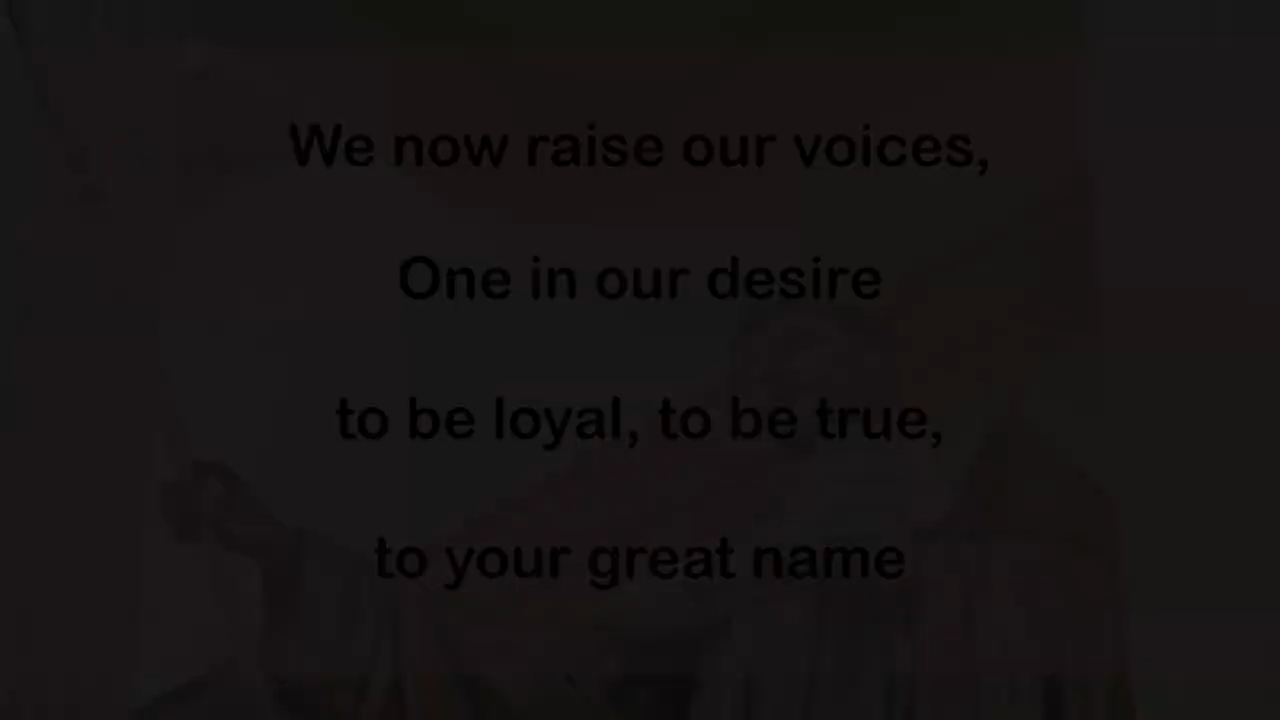 We now raise our voices,
One in our desire
to be loyal, to be true,
to your great name